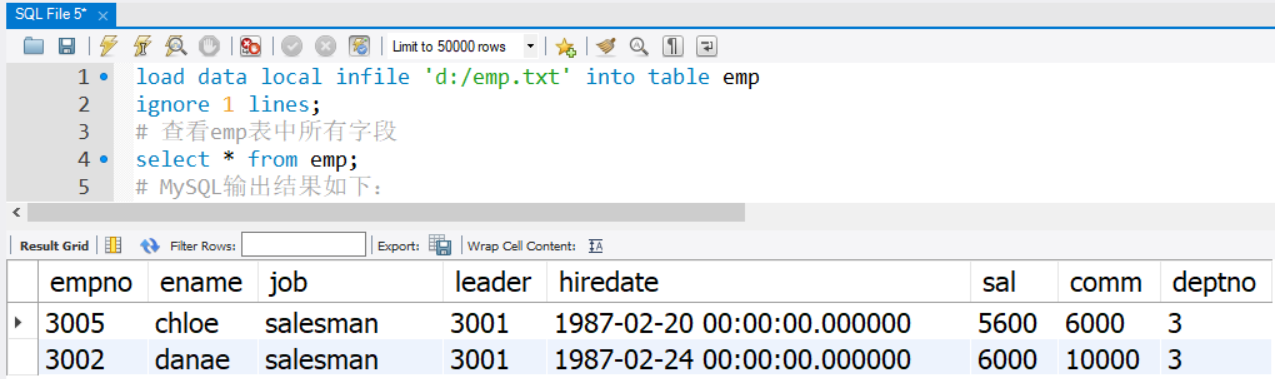 SQL File 5*
Limit to 50000 rows
1 load data local infile 'd:/emp.txt' into table emp
2 ignore 1 lines;
3 # 查看emp表中所有字段
4 select * from emp;
5 # MySQL输出结果如下:
Result Grid Filter Rows: Export: Wrap Cell Content:
empno ename job leader hiredate sal comm deptno
3005 chloe salesman 3001 1987-02-20 00:00:00.000000 5600 6000 3
3002 danae salesman 3001 1987-02-24 00:00:00.000000 6000 10000 3